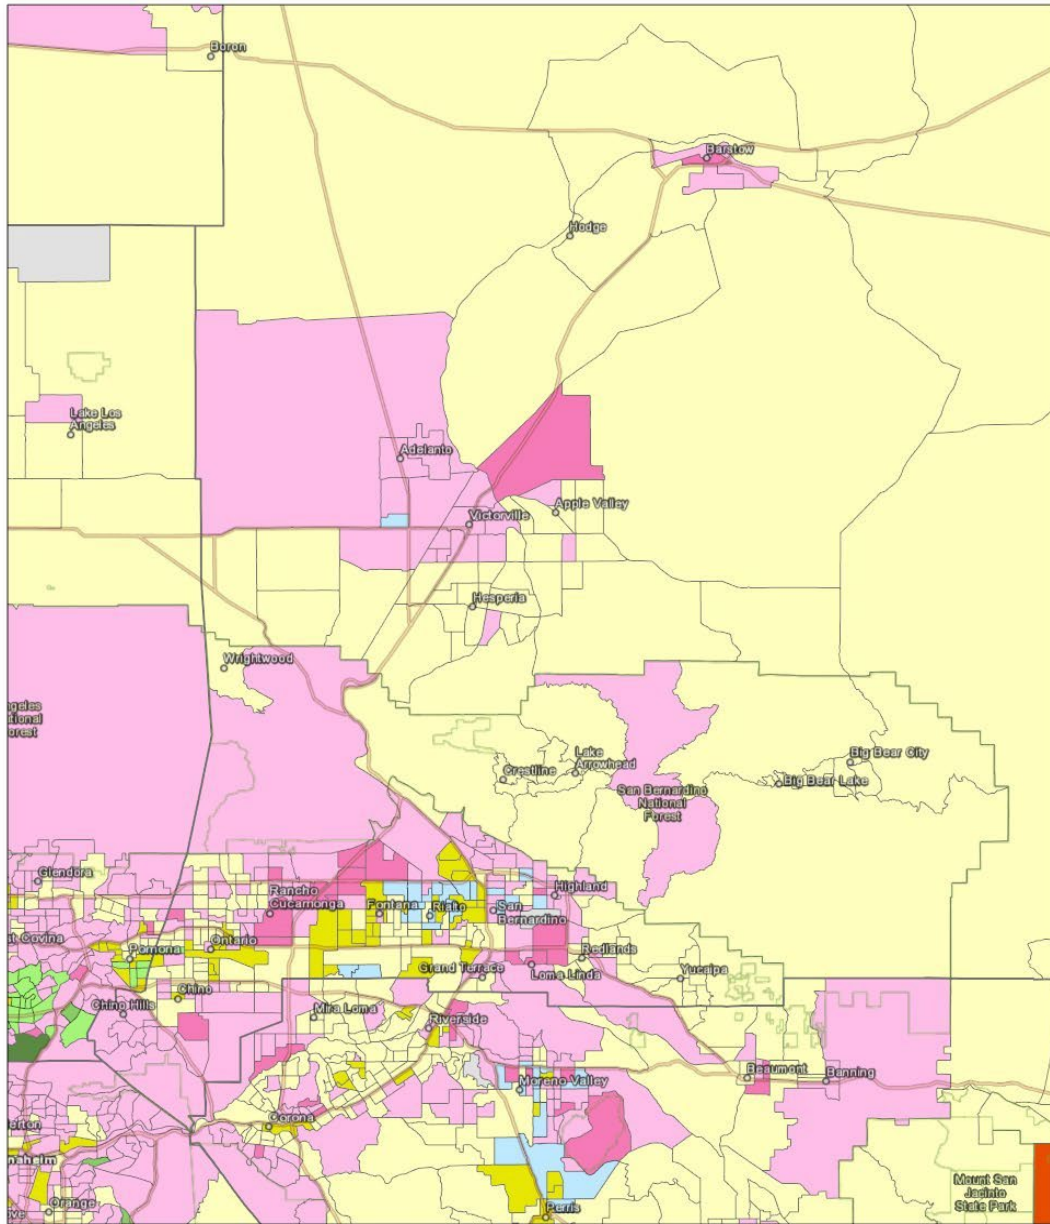 Boron
Barstow
Hodge
Lake Los
Angeles
Adelanto
Apple Valley
Victorville
Hesperia
Wrightwood
Big Bear City
Lake
Arrowhead
Crestline
Big Bear Lake
San Bernardino
National
Forest
Glendora
Highland
Rancho
Cucamonga
Fontana
Rialto
San
Bernardino
Pomona
Ontario
Redlands
Grand Terrace
Loma Linda
Yucaipa
Chino
Chino Hills
Mira Loma
Riverside
Beaumont
Banning
Moreno Valley
Corona
Mount San
Jacinto
State Park
Orange
Perris